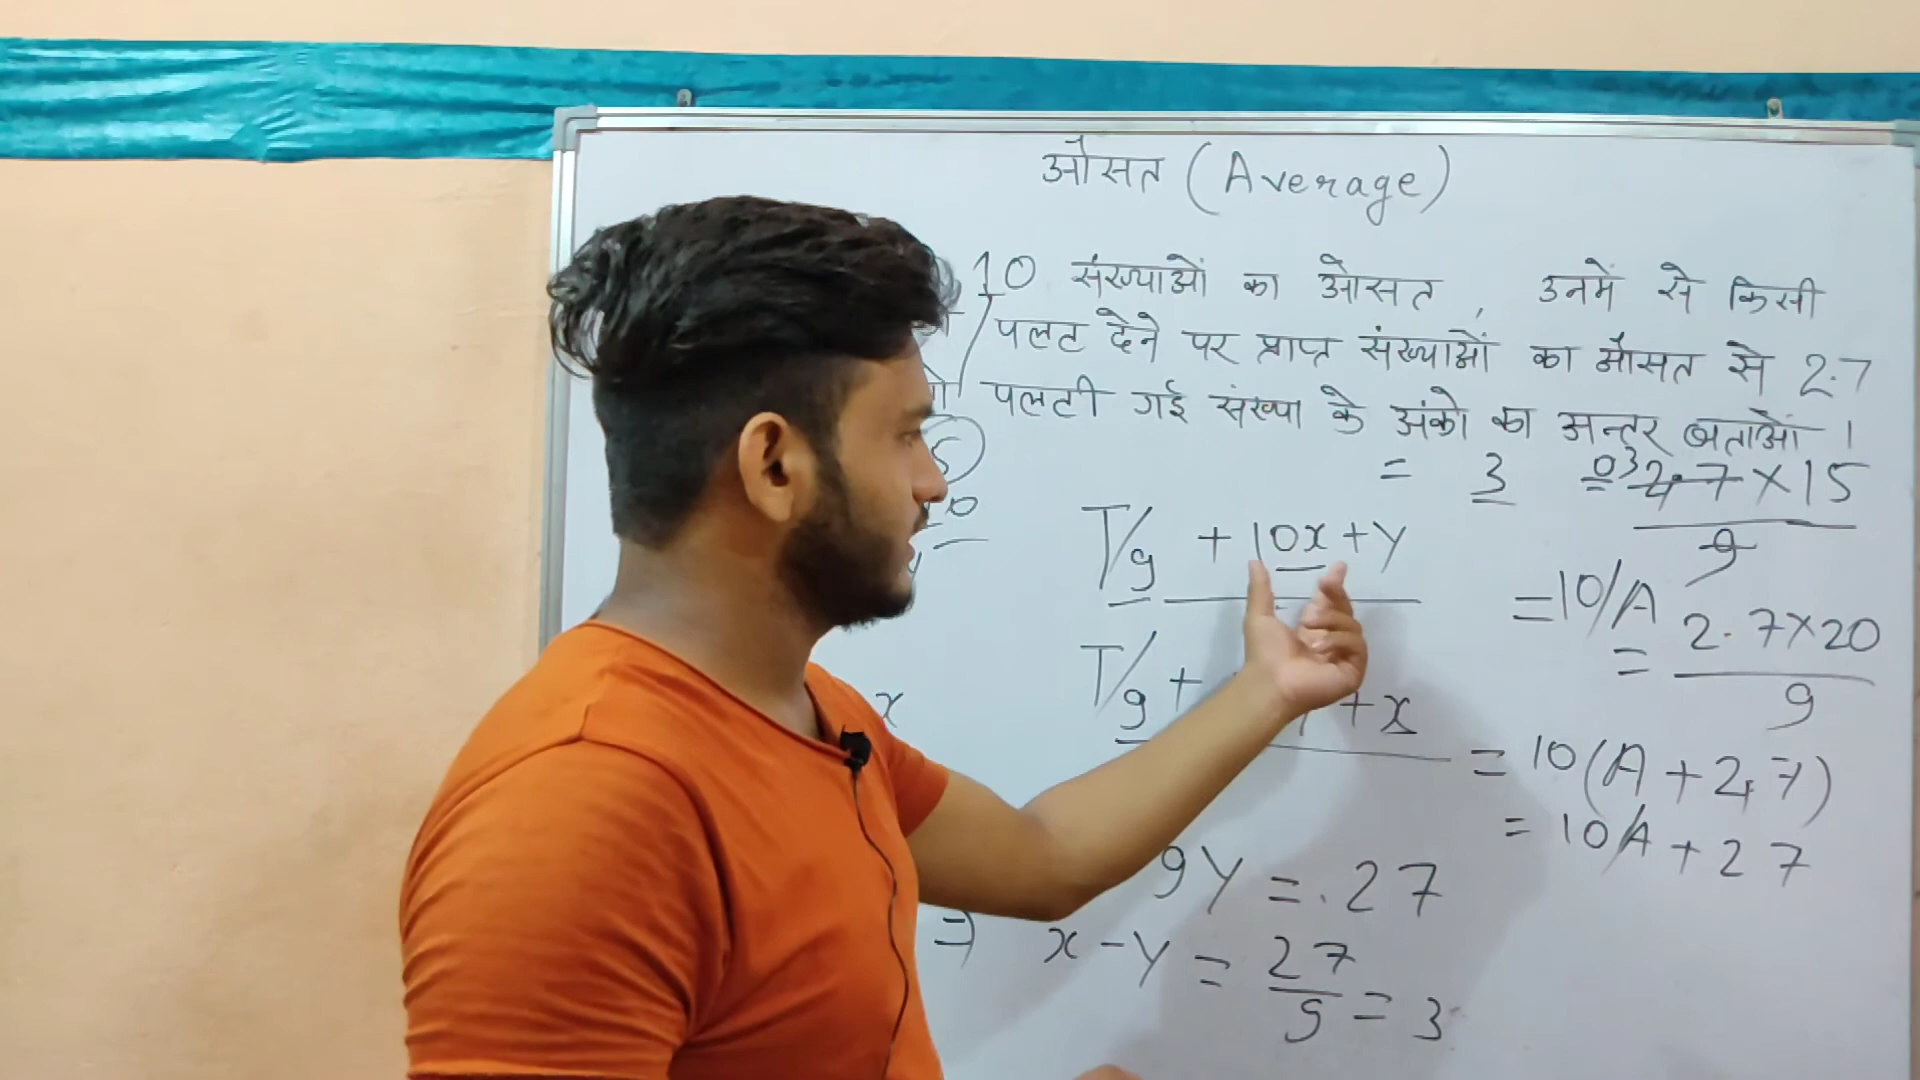 औसत (Average)
10 संख्याओं का औसत , उनमें से किसी
पलट देने पर प्राप्त संख्याओं का औसत से 2.7
पलटी गई संख्या के अंको का अन्तर बताओं ।
= 3
2.7 × 15
9
T/9 + 10x + y = 10A
2.7 × 20
= 9
T/9 + + x = 10(A + 2.7)
= 10A + 27
x
9y = 27
⇒ x - y = 27/9 = 3